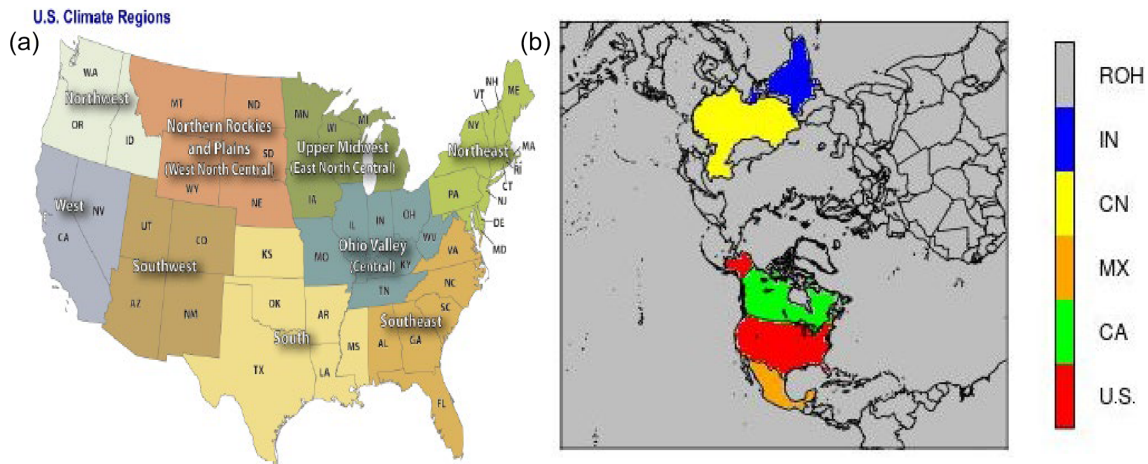 U.S. Climate Regions
(a)
WA
Northwest
OR
ID
MT
ND
Northern Rockies
and Plains
SD
(West North Central)
WY
NE
MN
WI
MI
Upper Midwest
(East North Central)
IA
VT
NH
ME
NY
Northeast
MA
RI
CT
NJ
PA
DE
MD
West
NV
CA
UT
CO
Southwest
AZ
NM
KS
OK
AR
South
TX
LA
MS
IL
IN
OH
WV
Ohio Valley
MO
(Central)
KY
TN
VA
NC
SC
Southeast
AL
GA
FL
(b)
ROH
IN
CN
MX
CA
U.S.